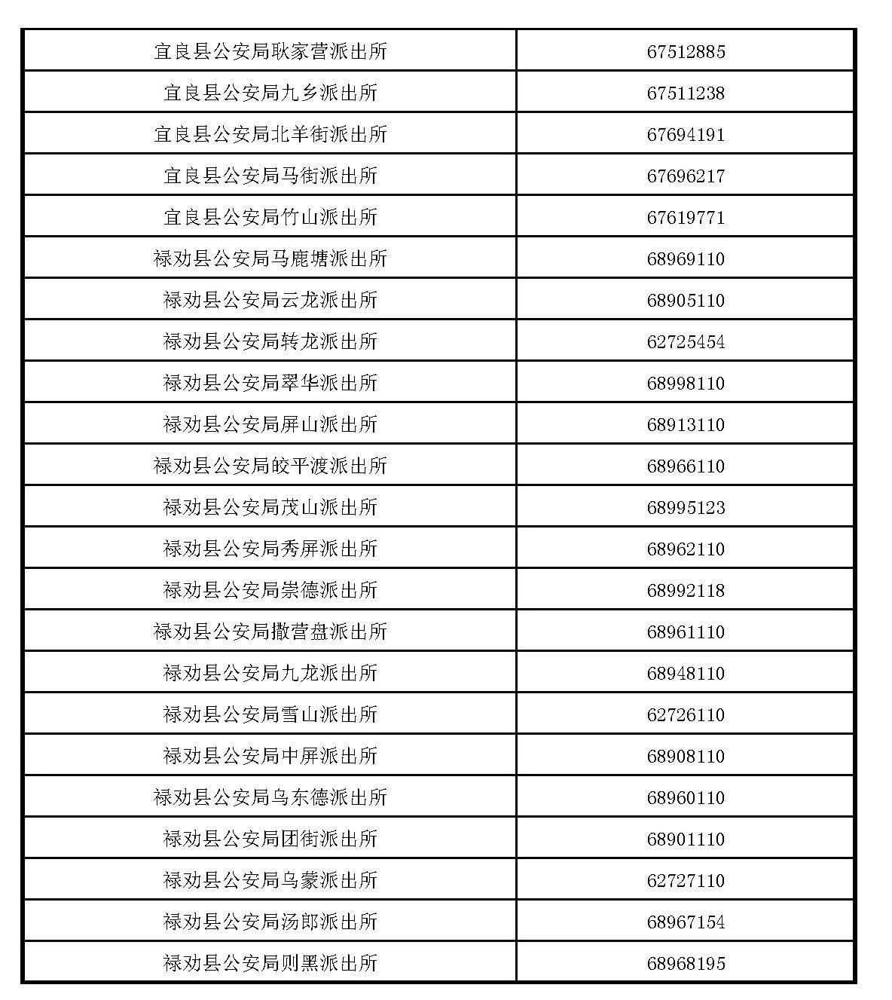 宜良县公安局耿家营派出所 67512885
宜良县公安局九乡派出所 67511238
宜良县公安局北羊街派出所 67694191
宜良县公安局马街派出所 67696217
宜良县公安局竹山派出所 67619771
禄劝县公安局马鹿塘派出所 68969110
禄劝县公安局云龙派出所 68905110
禄劝县公安局转龙派出所 62725454
禄劝县公安局翠华派出所 68998110
禄劝县公安局屏山派出所 68913110
禄劝县公安局皎平渡派出所 68966110
禄劝县公安局茂山派出所 68995123
禄劝县公安局秀屏派出所 68962110
禄劝县公安局崇德派出所 68992118
禄劝县公安局撒营盘派出所 68961110
禄劝县公安局九龙派出所 68948110
禄劝县公安局雪山派出所 62726110
禄劝县公安局中屏派出所 68908110
禄劝县公安局乌东德派出所 68960110
禄劝县公安局团街派出所 68901110
禄劝县公安局乌蒙派出所 62727110
禄劝县公安局汤郎派出所 68967154
禄劝县公安局则黑派出所 68968195